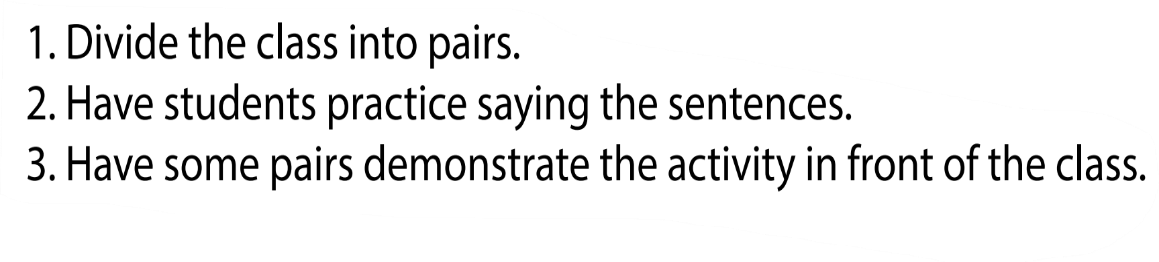 1. Divide the class into pairs.
2. Have students practice saying the sentences.
3. Have some pairs demonstrate the activity in front of the class.